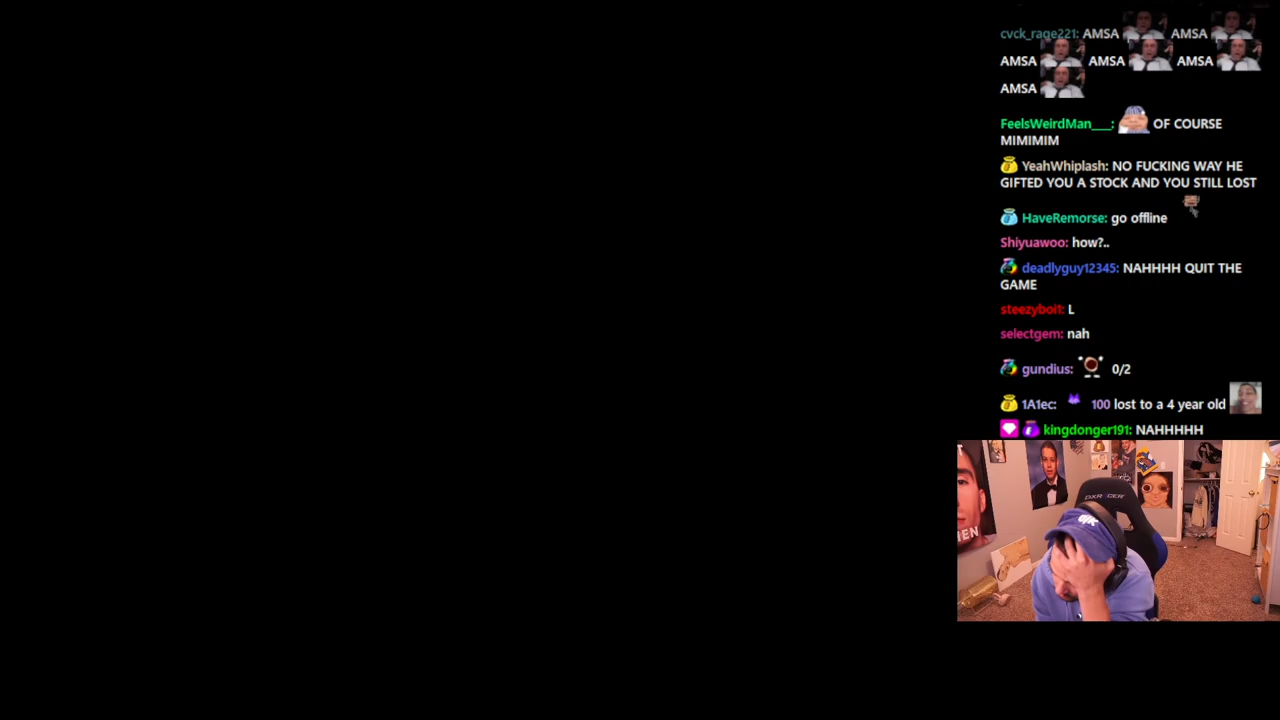 cvck_rage221: AMSA AMSA
AMSA AMSA AMSA
AMSA
FeelsWeirdMan___: OF COURSE
MIMIMIM
YeahWhiplash: NO FUCKING WAY HE
GIFTED YOU A STOCK AND YOU STILL LOST
HaveRemorse: go offline
Shiyuawoo: how?..
deadlyguy12345: NAHHHH QUIT THE
GAME
steezyboi1: L
selectgem: nah
gundius: 0/2
1A1ec: 100 lost to a 4 year old
kingdonger191: NAHHHHH
DXRACER